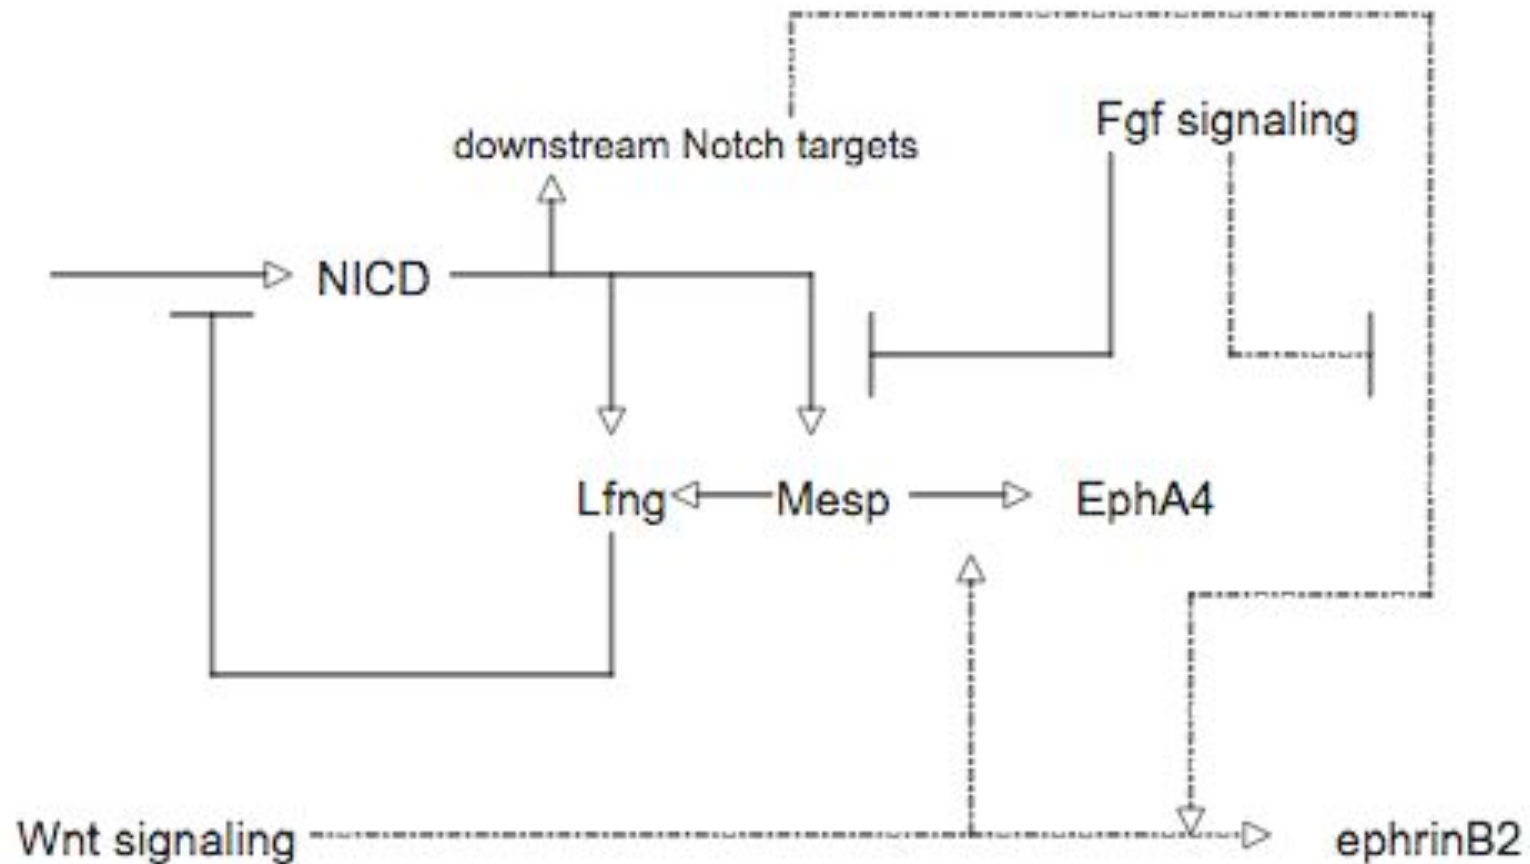 Fgf signaling
downstream Notch targets
NICD
Lfng Mesp EphA4
Wnt signaling ephrinB2